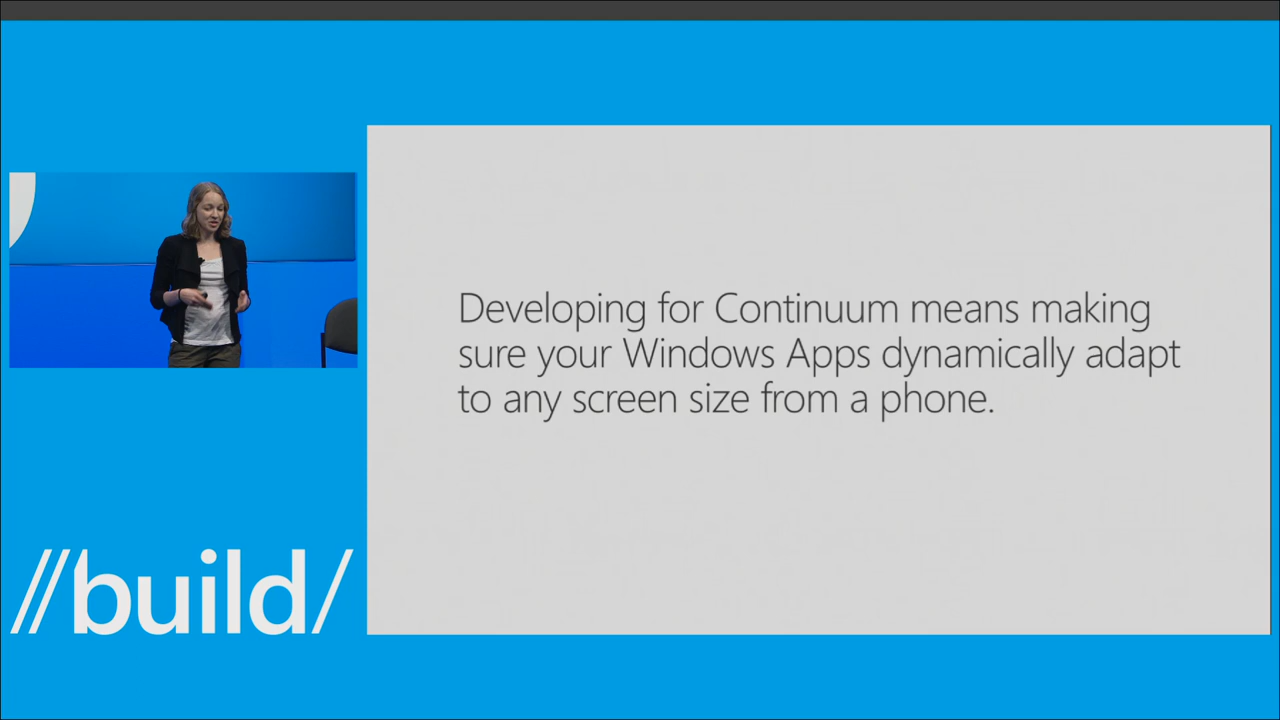 Developing for Continuum means making
sure your Windows Apps dynamically adapt
to any screen size from a phone.
//build/